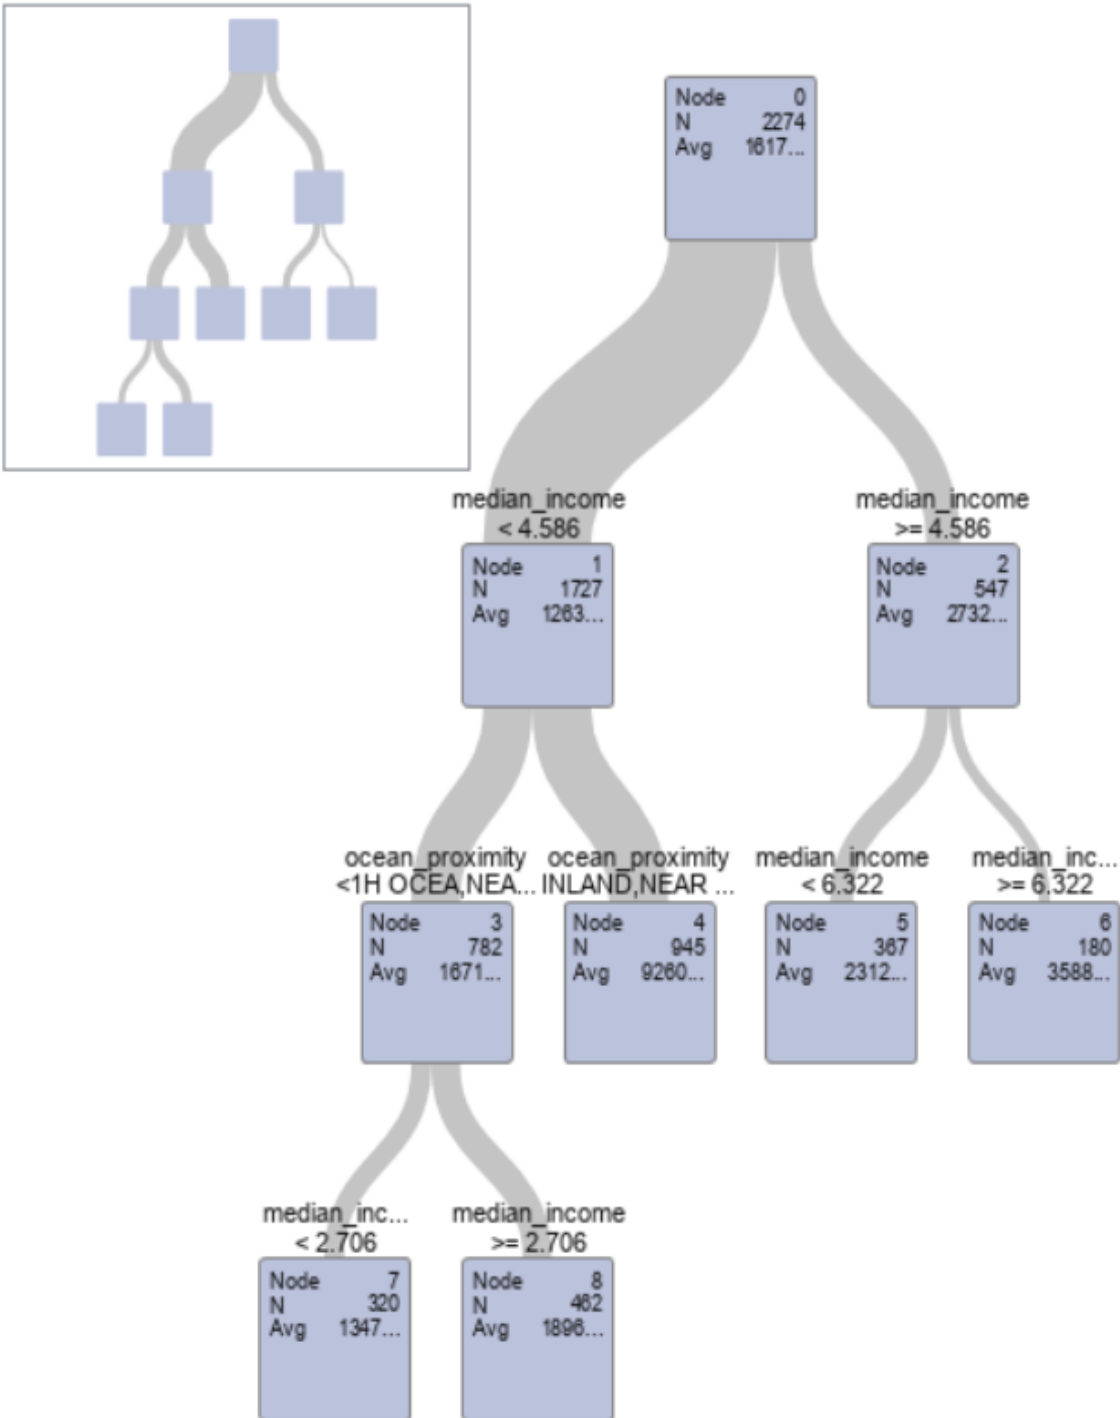 Node 0
N 2274
Avg 1617...
median_income
< 4.586
median_income
>= 4.586
Node 1
N 1727
Avg 1263...
Node 2
N 547
Avg 2732...
ocean_proximity
<1H OCEA,NEA...
ocean_proximity
INLAND,NEAR ...
median_income
< 6.322
median_inc...
>= 6.322
Node 3
N 782
Avg 1671...
Node 4
N 945
Avg 9260...
Node 5
N 367
Avg 2312...
Node 6
N 180
Avg 3588...
median_inc...
< 2.706
median_income
>= 2.706
Node 7
N 320
Avg 1347...
Node 8
N 462
Avg 1896...